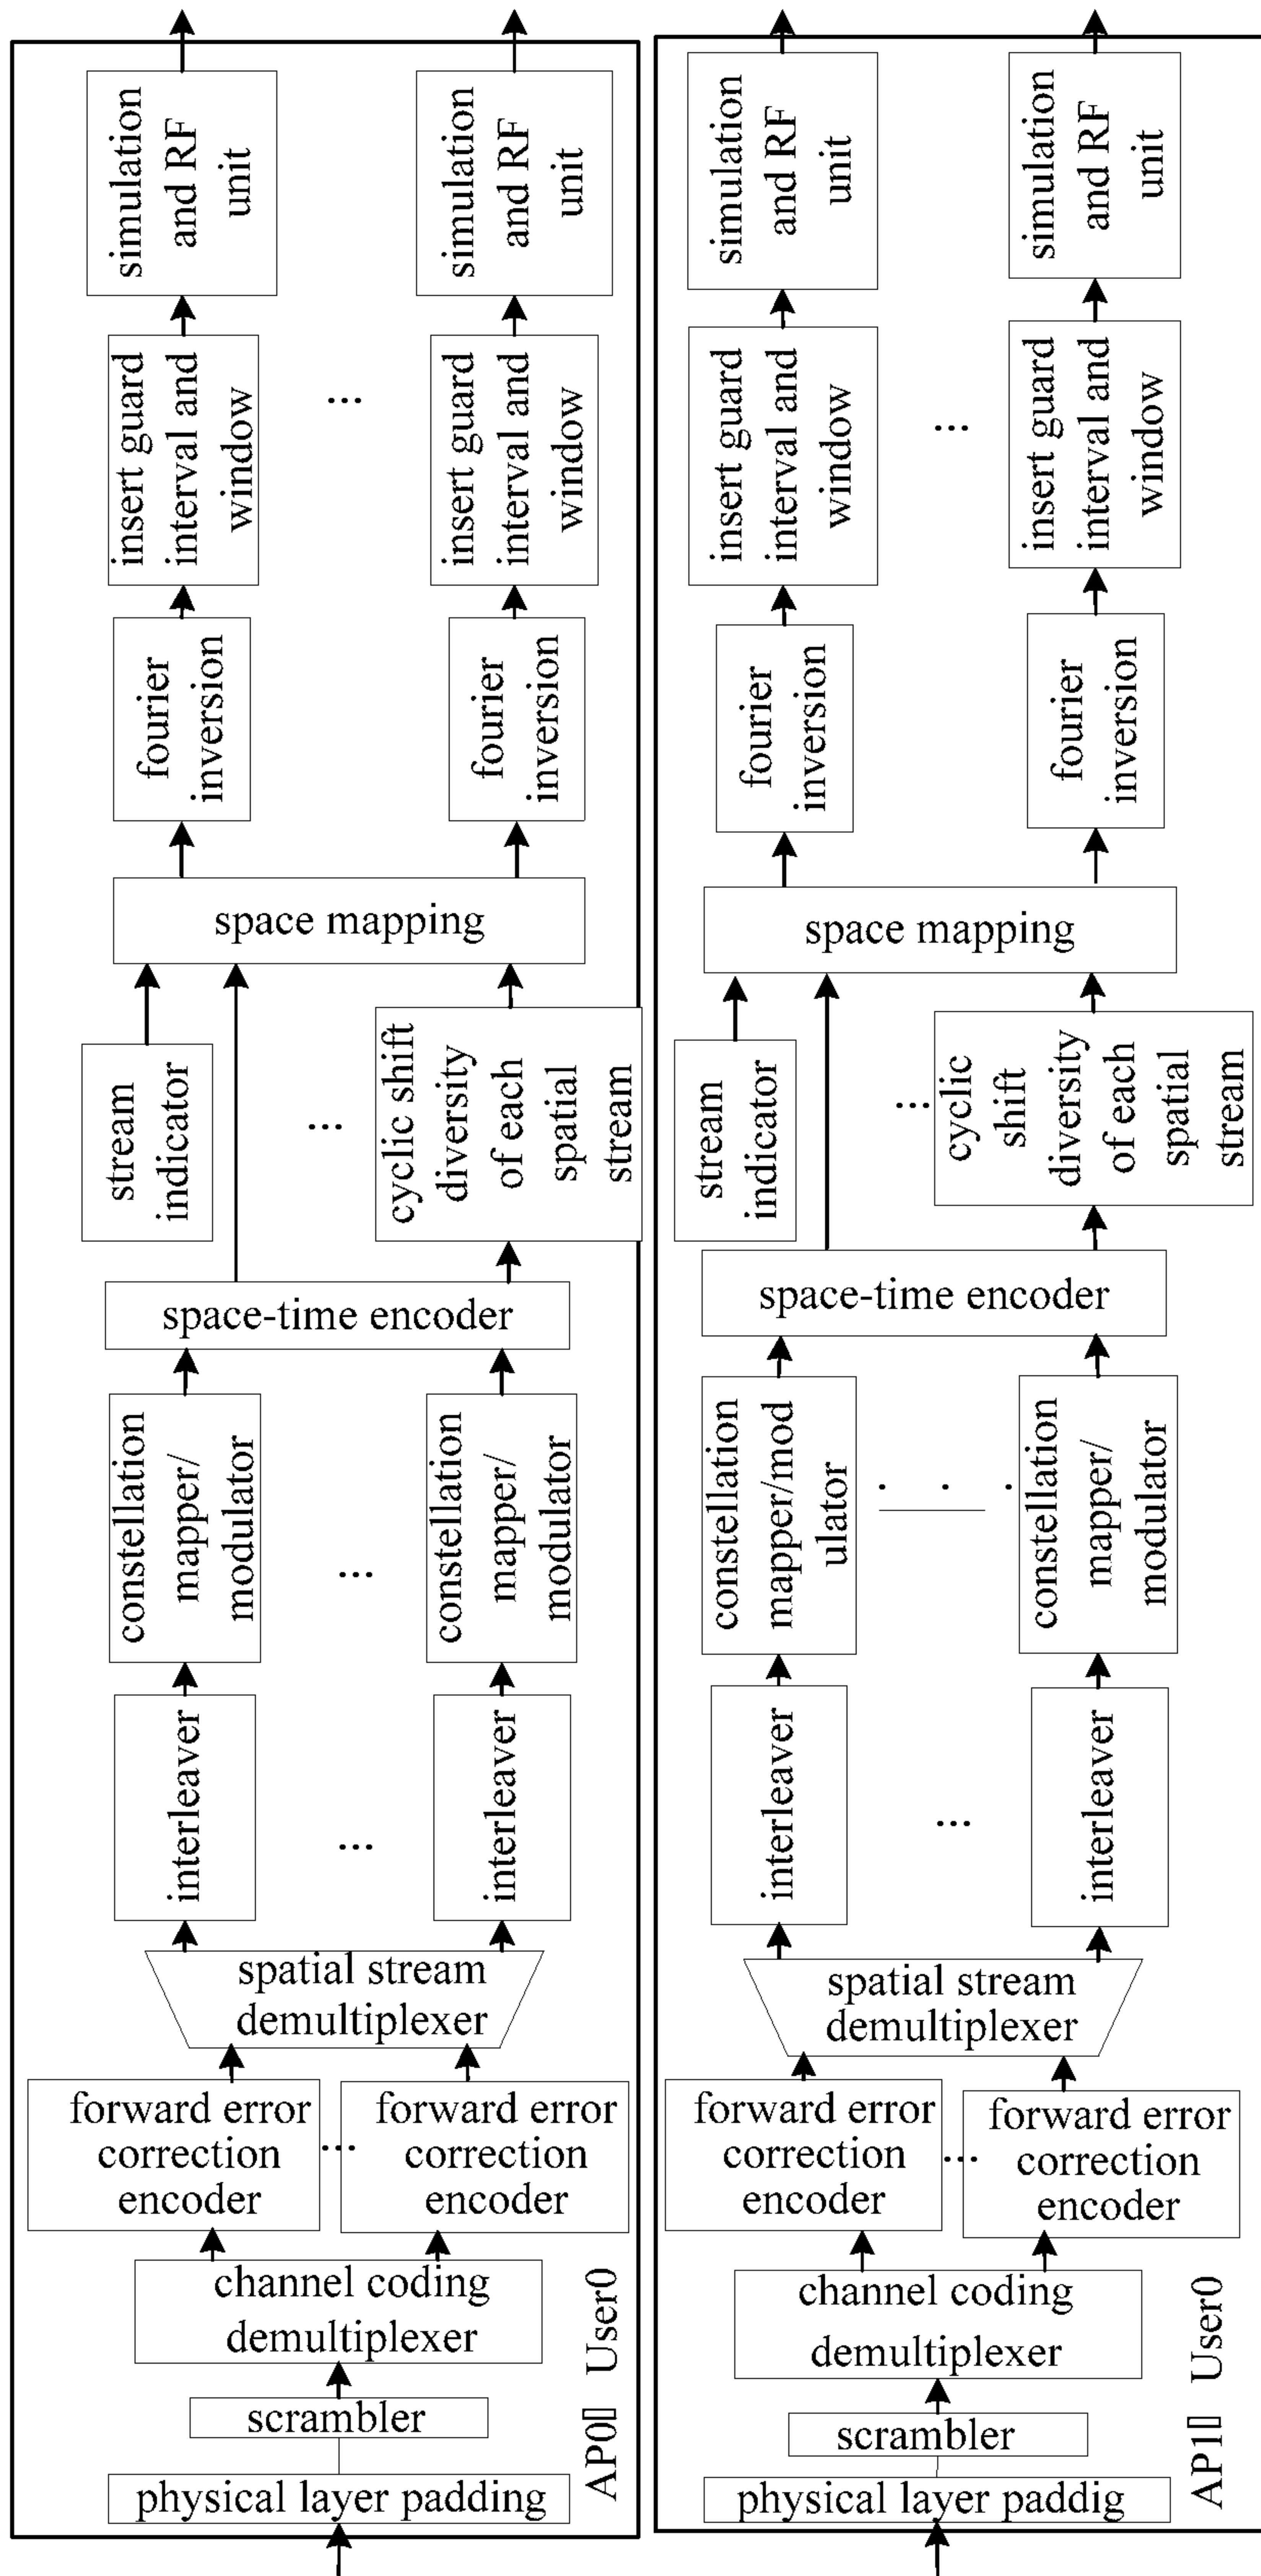 simulation
and RF
unit
simulation
and RF
unit
insert guard
interval and
window
...
insert guard
interval and
window
fourier
inversion
fourier
inversion
space mapping
stream
indicator
...
cyclic shift
diversity
of each
spatial
stream
space-time encoder
constellation
mapper/
modulator
...
constellation
mapper/
modulator
interleaver
...
interleaver
spatial stream
demultiplexer
forward error
correction
encoder
...
forward error
correction
encoder
channel coding
demultiplexer
scrambler
physical layer padding
AP0▯ User0
simulation
and RF
unit
simulation
and RF
unit
insert guard
interval and
window
...
insert guard
interval and
window
fourier
inversion
fourier
inversion
space mapping
stream
indicator
...
cyclic
shift
diversity
of each
spatial
stream
space-time encoder
constellation
mapper/mod
ulator
. . .
constellation
mapper/
modulator
interleaver
...
interleaver
spatial stream
demultiplexer
forward error
correction
encoder
...
forward error
correction
encoder
channel coding
demultiplexer
scrambler
physical layer paddig
AP1▯ User0